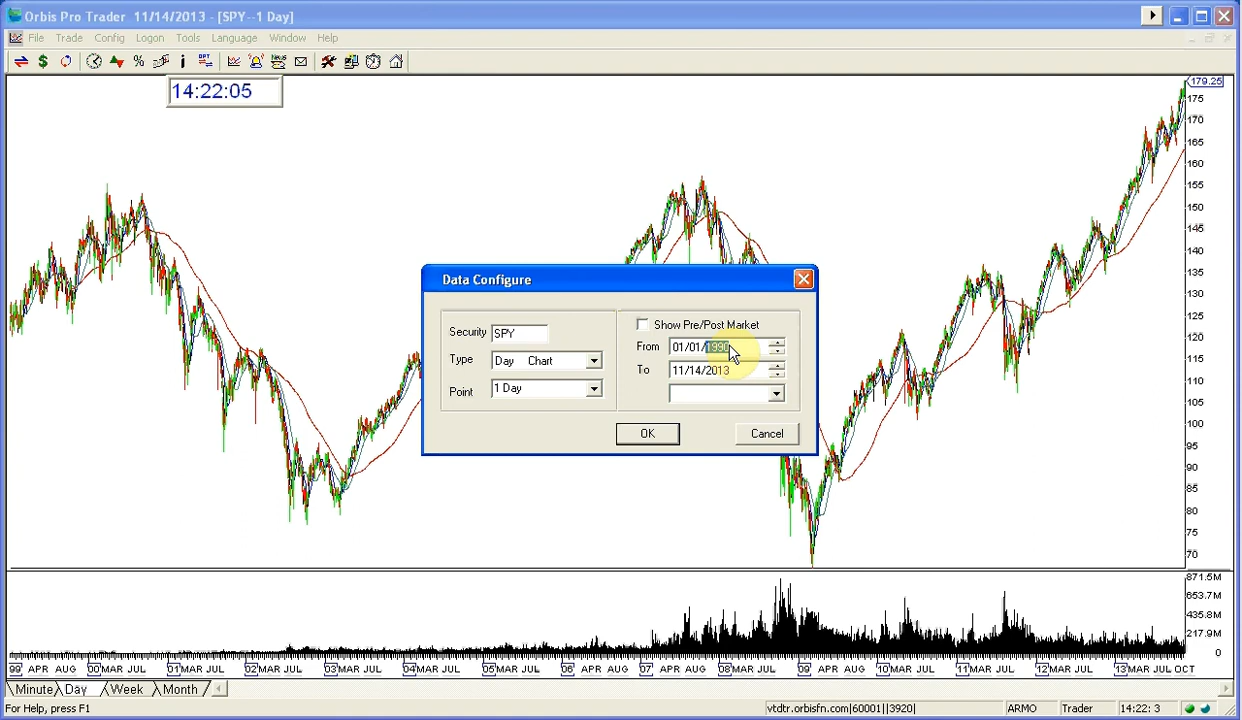 Orbis Pro Trader 11/14/2013 - [SPY--1 Day]
File Trade Config Logon Tools Language Window Help
$ % i OPT NEWS
14:22:05
179.25
175
170
165
160
155
150
145
140
135
130
125
120
115
110
105
100
95
90
85
80
75
70
Data Configure
Security SPY
Type Day Chart
Point 1 Day
Show Pre/Post Market
From 01/01/1990
To 11/14/2013
OK Cancel
871.5M
653.7M
435.8M
217.9M
0
99 APR AUG 00 MAR JUL 01 MAR JUL 02 MAR JUL 03 MAR JUL 04 MAR JUL 05 MAR JUL 06 APR AUG 07 APR AUG 08 MAR JUL 09 APR AUG 10 MAR JUL 11 MAR JUL 12 MAR JUL 13 MAR JUL OCT
Minute Day Week Month
For Help, press F1 vtdtr.orbisfn.com|60001||3920| ARMO Trader 14:22: 3